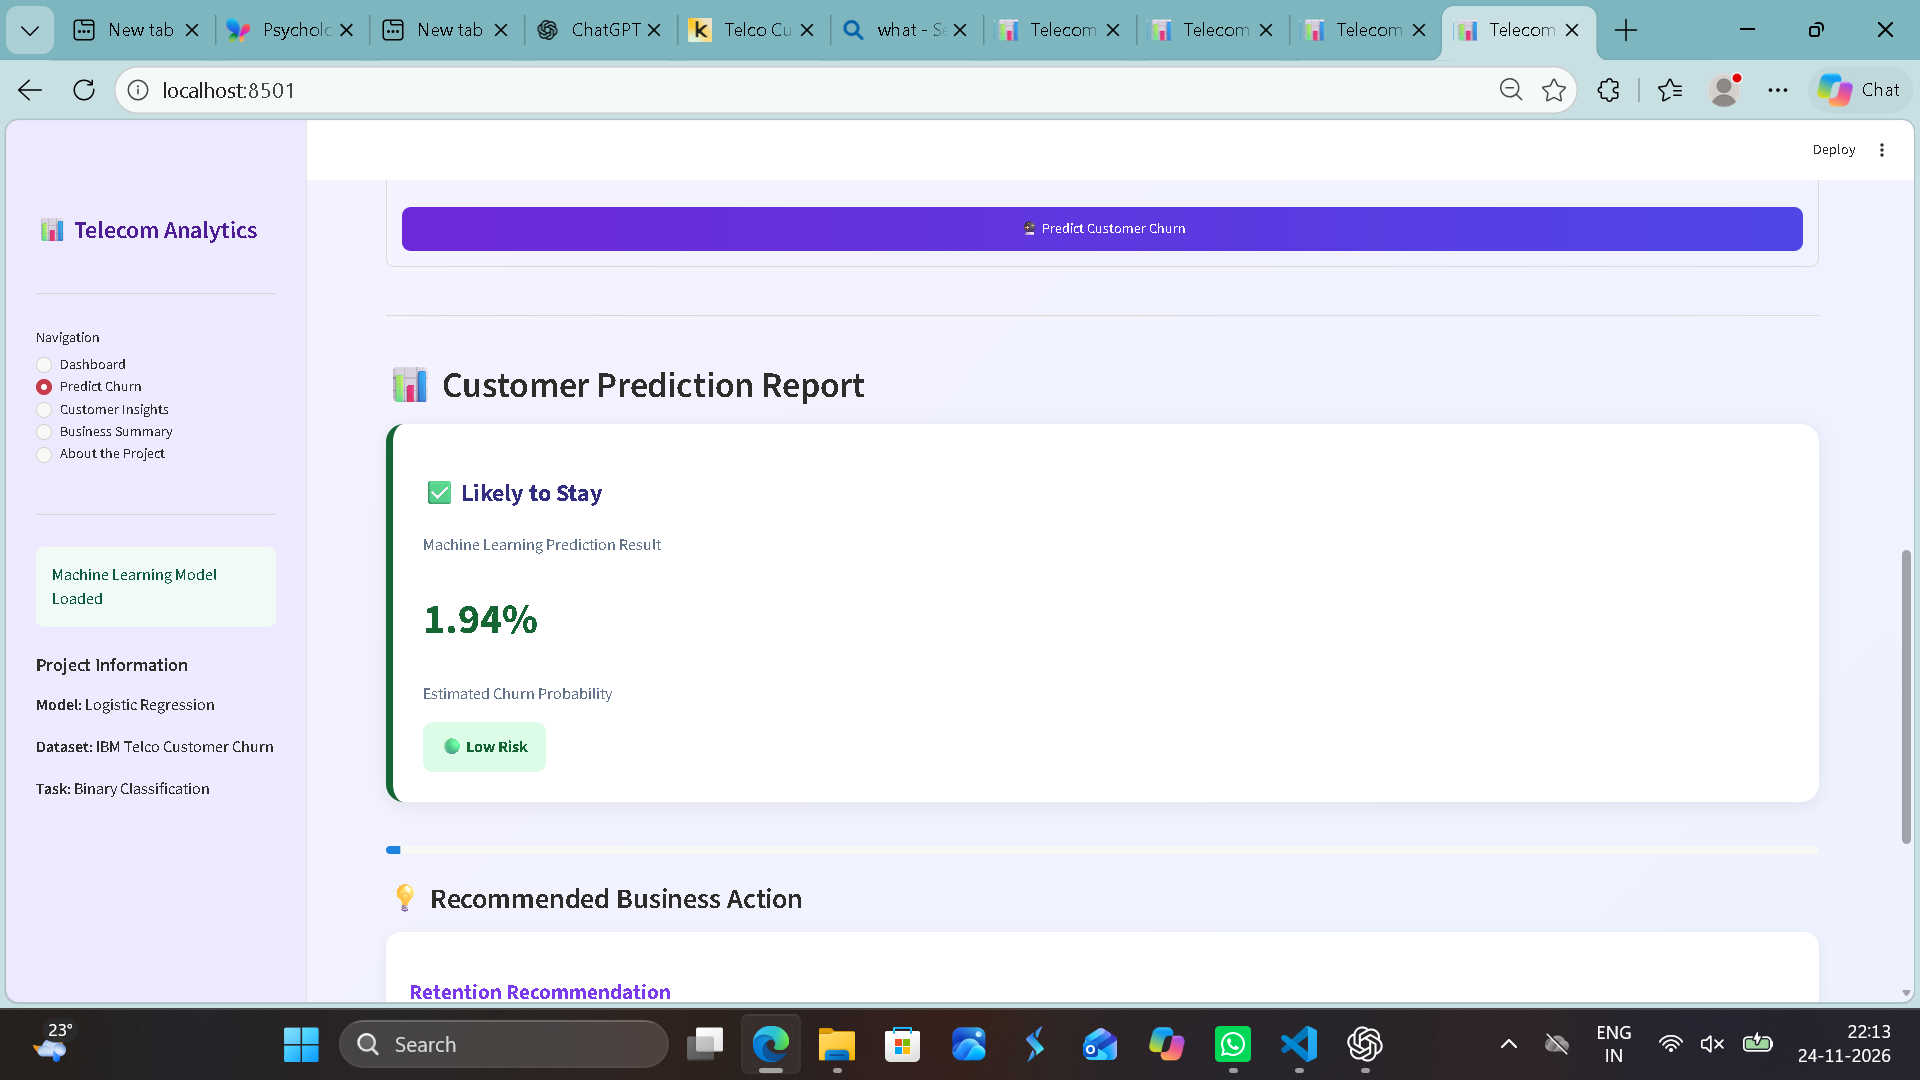 New tab
Psycholo
New tab
ChatGPT
Telco Cu
what - Se
Telecom
Telecom
Telecom
Telecom
localhost:8501
Chat
Deploy
Telecom Analytics
Navigation
Dashboard
Predict Churn
Customer Insights
Business Summary
About the Project
Machine Learning Model
Loaded
Project Information
Model: Logistic Regression
Dataset: IBM Telco Customer Churn
Task: Binary Classification
Predict Customer Churn
Customer Prediction Report
Likely to Stay
Machine Learning Prediction Result
1.94%
Estimated Churn Probability
Low Risk
Recommended Business Action
Retention Recommendation
23°
Search
ENG
IN
22:13
24-11-2026